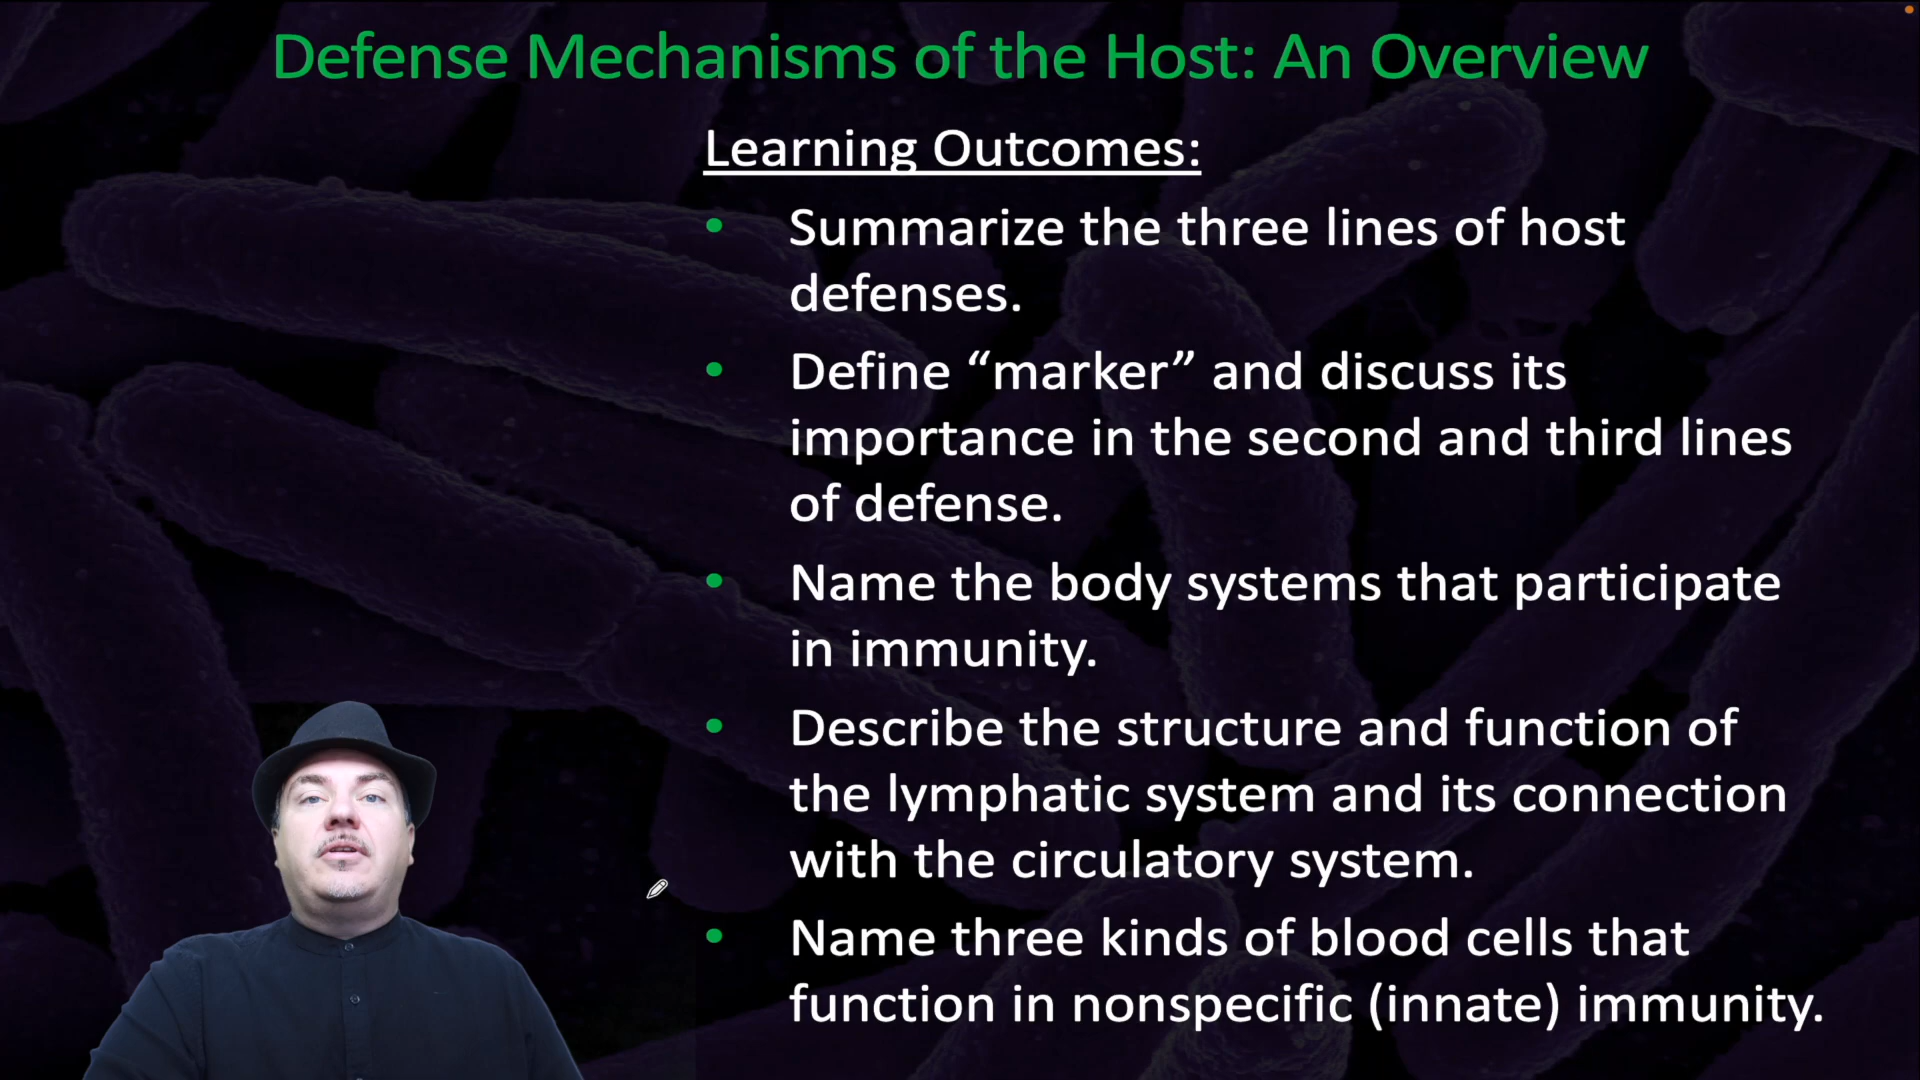 Defense Mechanisms of the Host: An Overview
Learning Outcomes:
• Summarize the three lines of host
defenses.
• Define “marker” and discuss its
importance in the second and third lines
of defense.
• Name the body systems that participate
in immunity.
• Describe the structure and function of
the lymphatic system and its connection
with the circulatory system.
• Name three kinds of blood cells that
function in nonspecific (innate) immunity.